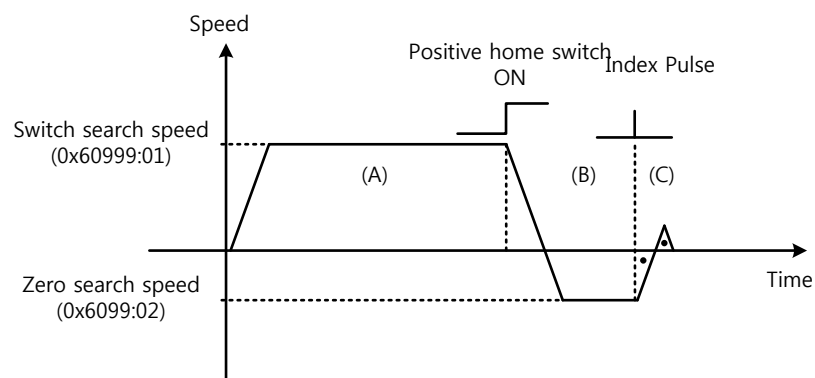 Speed
Positive home switch
ON
Index Pulse
Switch search speed
(0x60999:01)
(A)
(B)
(C)
Zero search speed
(0x6099:02)
Time